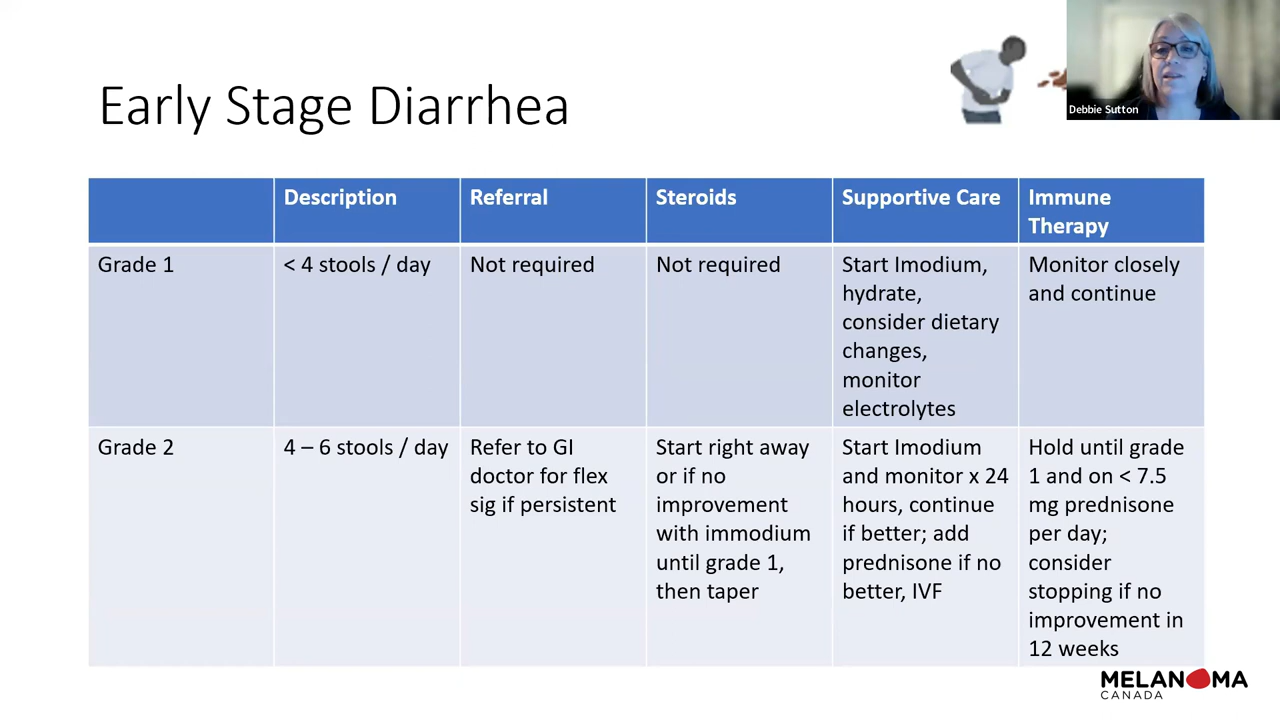 Debbie Sutton
Early Stage Diarrhea
Description
Referral
Steroids
Supportive Care
Immune
Therapy
Grade 1
< 4 stools / day
Not required
Not required
Start Imodium,
hydrate,
consider dietary
changes,
monitor
electrolytes
Monitor closely
and continue
Grade 2
4 – 6 stools / day
Refer to GI
doctor for flex
sig if persistent
Start right away
or if no
improvement
with immodium
until grade 1,
then taper
Start Imodium
and monitor x 24
hours, continue
if better; add
prednisone if no
better, IVF
Hold until grade
1 and on < 7.5
mg prednisone
per day;
consider
stopping if no
improvement in
12 weeks
MELANOMA
CANADA